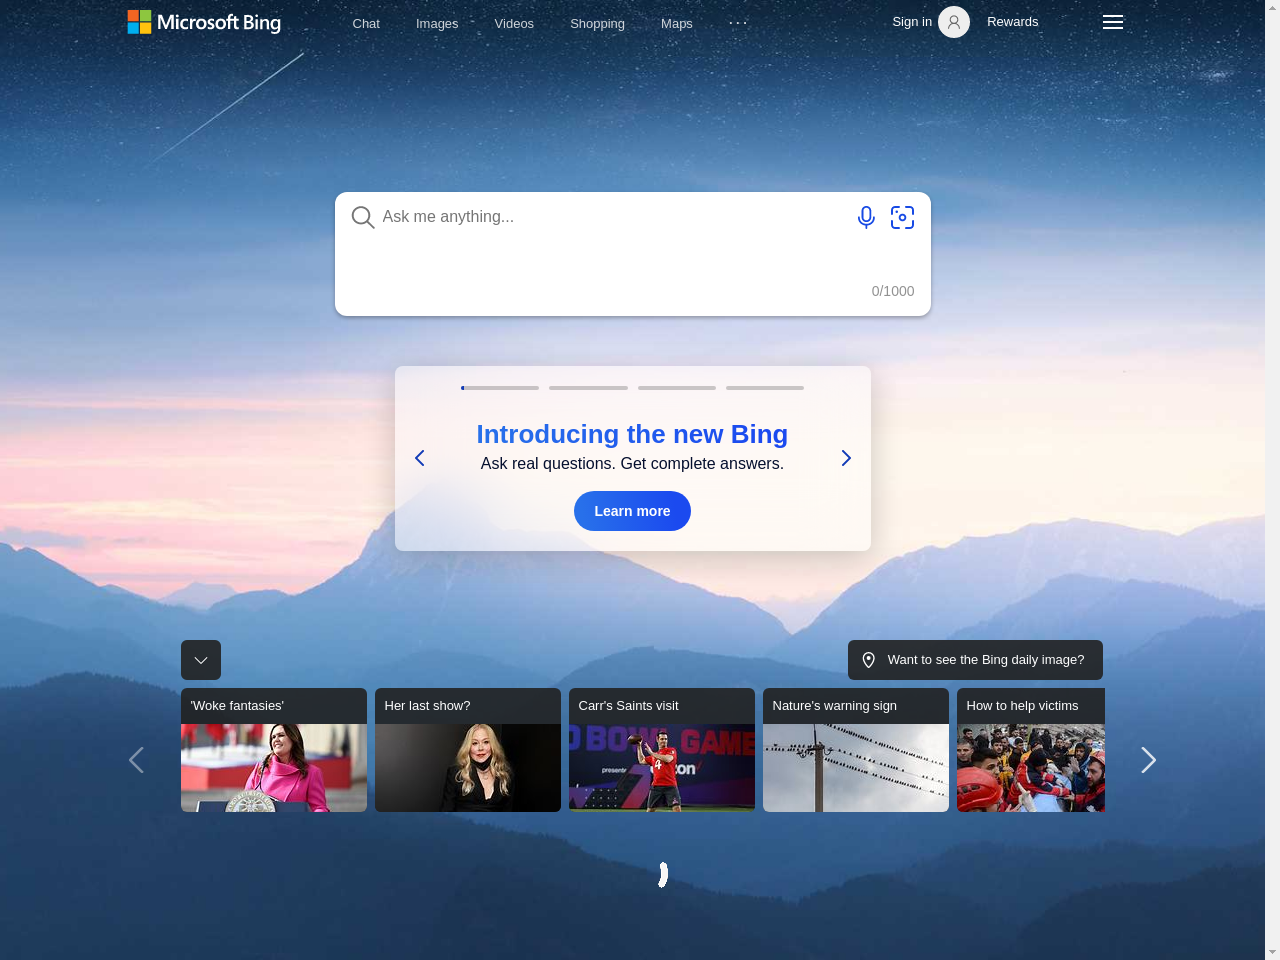 Microsoft Bing
Chat
Images
Videos
Shopping
Maps
...
Sign in
Rewards
Ask me anything...
0/1000
Introducing the new Bing
Ask real questions. Get complete answers.
Learn more
Want to see the Bing daily image?
'Woke fantasies'
Her last show?
Carr's Saints visit
Nature's warning sign
How to help victims
BOWL GAME